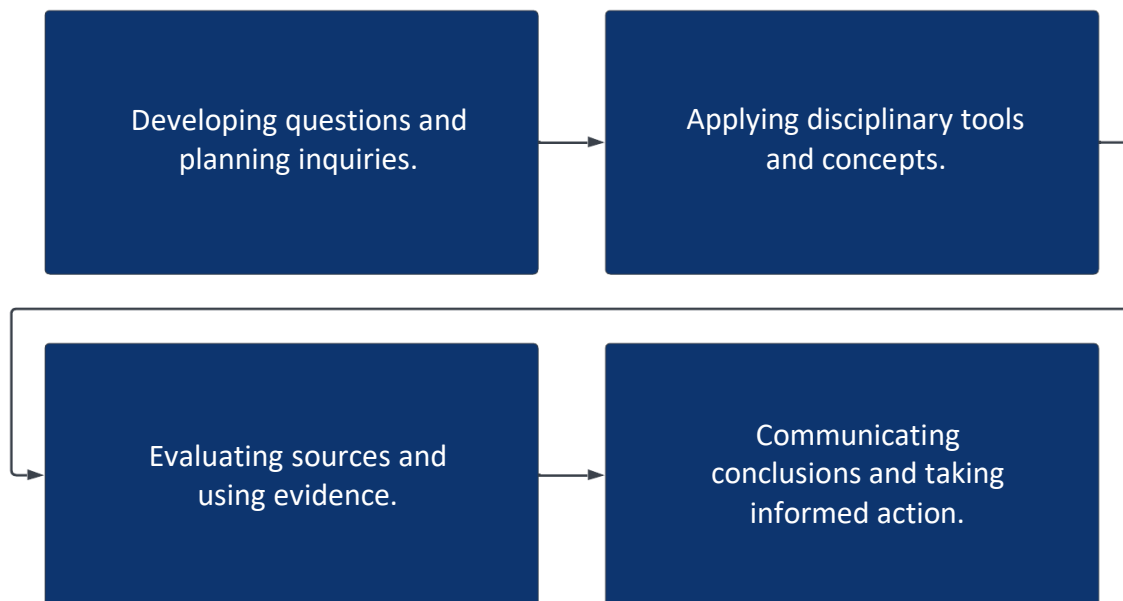 Developing questions and
planning inquiries.
Applying disciplinary tools
and concepts.
Evaluating sources and
using evidence.
Communicating
conclusions and taking
informed action.